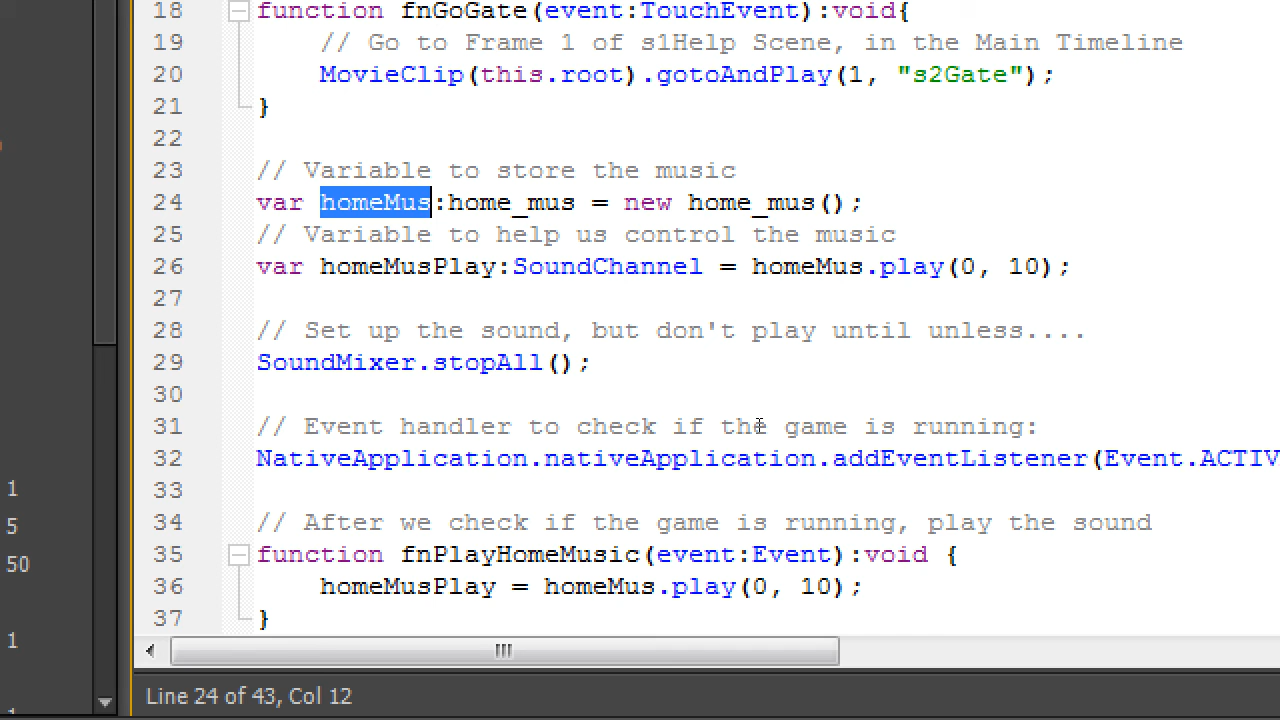 18 function fnGoGate(event:TouchEvent):void{
19 // Go to Frame 1 of s1Help Scene, in the Main Timeline
20 MovieClip(this.root).gotoAndPlay(1, "s2Gate");
21 }
22
23 // Variable to store the music
24 var homeMus:home_mus = new home_mus();
25 // Variable to help us control the music
26 var homeMusPlay:SoundChannel = homeMus.play(0, 10);
27
28 // Set up the sound, but don't play until unless....
29 SoundMixer.stopAll();
30
31 // Event handler to check if the game is running:
32 NativeApplication.nativeApplication.addEventListener(Event.ACTIV
33
34 // After we check if the game is running, play the sound
35 function fnPlayHomeMusic(event:Event):void {
36 homeMusPlay = homeMus.play(0, 10);
37 }
1
5
50
1
Line 24 of 43, Col 12